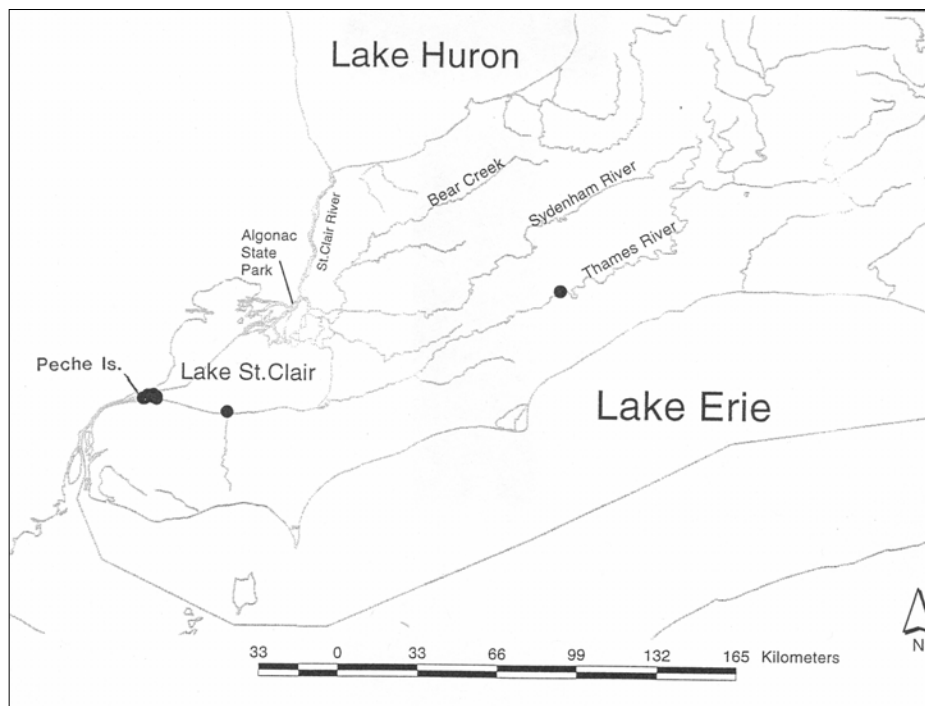 Lake Huron
Bear Creek
Sydenham River
St.Clair River
Algonac
State
Park
Thames River
Peche Is.
Lake St.Clair
Lake Erie
N
33 0 33 66 99 132 165 Kilometers